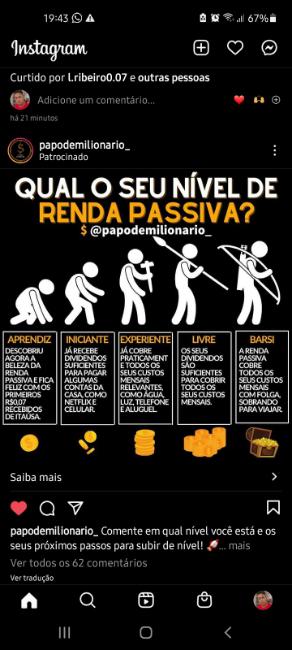 19:43
67%
Instagram
Curtido por l.ribeiro0.07 e outras pessoas
Adicione um comentário...
há 21 minutos
papodemilionario_
Patrocinado
QUAL O SEU NÍVEL DE
RENDA PASSIVA?
$ @papodemilionario_
APRENDIZ
DESCOBRIU
AGORA A
BELEZA DA
RENDA
PASSIVA E FICA
FELIZ COM OS
PRIMEIROS
R$0,07
RECEBIDOS
DE ITAUSA.
INICIANTE
JÁ RECEBE
DIVIDENDOS
SUFICIENTES
PARA PAGAR
ALGUMAS
CONTAS DA
CASA, COMO
NETFLIX E
CELULAR.
EXPERIENTE
JÁ COBRE
PRATICAMENT
E TODOS OS
SEUS CUSTOS
MENSAIS
RELEVANTES,
COMO ÁGUA,
LUZ, TELEFONE
E ALUGUEL.
LIVRE
OS SEUS
DIVIDENDOS
SÃO
SUFICIENTES
PARA COBRIR
TODOS OS
SEUS CUSTOS
MENSAIS.
BARSI
A RENDA
PASSIVA
COBRE
TODOS OS
SEUS CUSTOS
MENSAIS
COM FOLGA,
SOBRANDO
PARA VIAJAR.
Saiba mais
papodemilionario_ Comente em qual nível você está e os
seus próximos passos para subir de nível! 🚀... mais
Ver todos os 62 comentários
Ver tradução